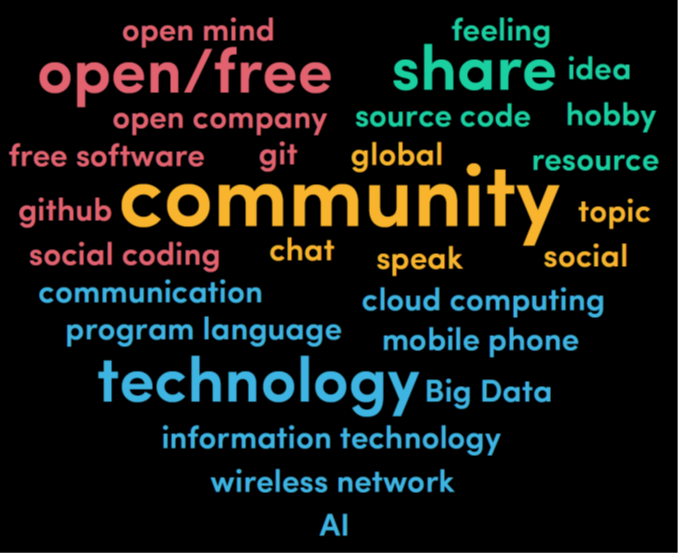 open mind feeling
open/free share idea
open company source code hobby
free software git global resource
community
github topic
social coding chat speak social
communication cloud computing
program language mobile phone
technology Big Data
information technology
wireless network
AI